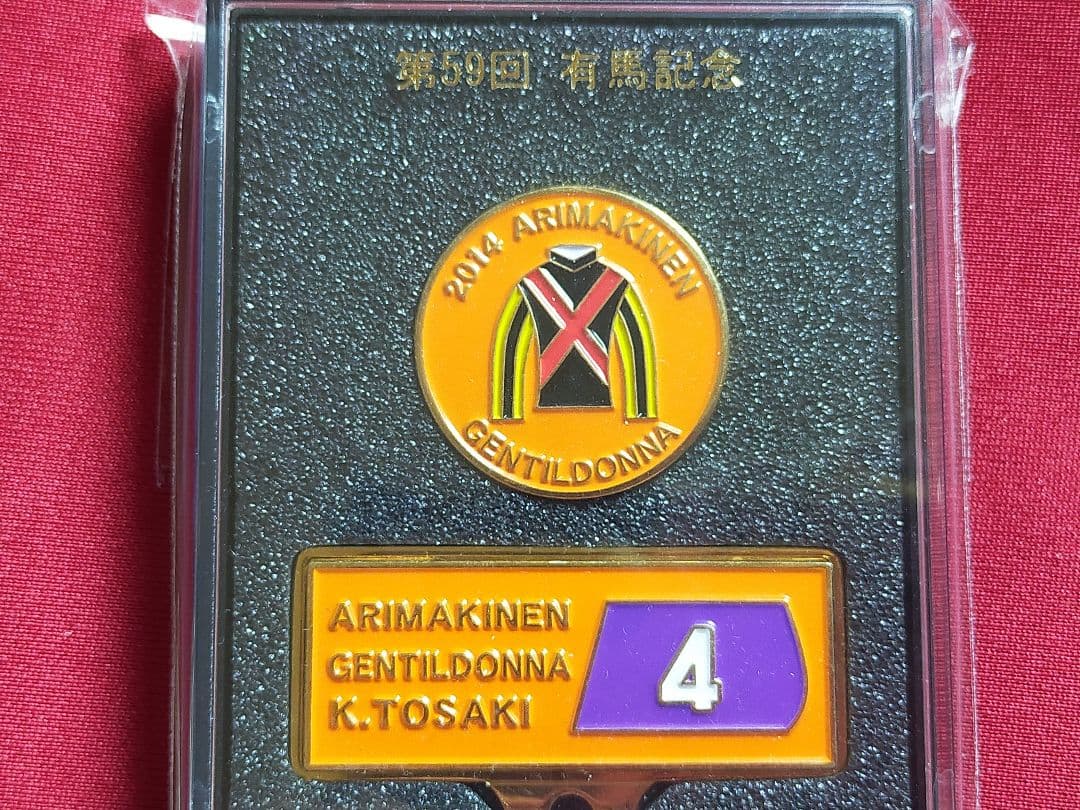 第59回 有馬記念
2014 ARIMAKINEN
GENTILDONNA
ARIMAKINEN
GENTILDONNA
K.TOSAKI
4